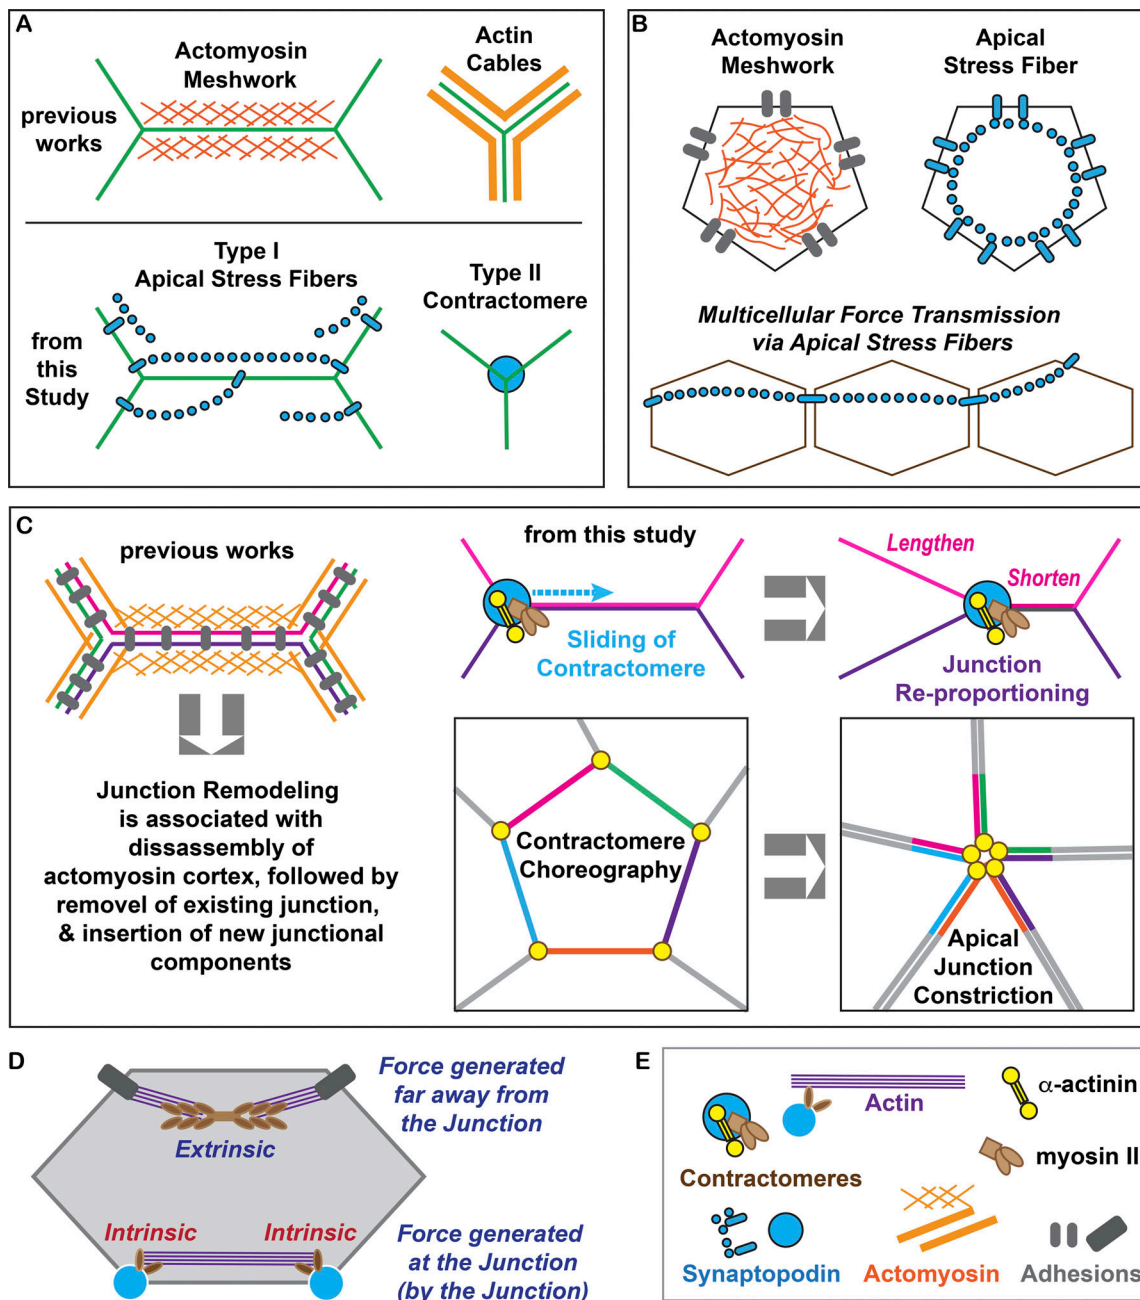 A
Actomyosin
Meshwork
Actin
Cables
previous
works
Type I
Apical Stress Fibers
Type II
Contractomere
from
this
Study
B
Actomyosin
Meshwork
Apical
Stress Fiber
Multicellular Force Transmission
via Apical Stress Fibers
C
previous works
Junction Remodeling
is associated with
disassembly of
actomyosin cortex, followed by
removel of existing junction,
& insertion of new junctional
components
from this study
Sliding of
Contractomere
Lengthen
Shorten
Junction
Re-proportioning
Contractomere
Choreography
Apical
Junction
Constriction
D
Force generated
far away from
the Junction
Extrinsic
Intrinsic
Intrinsic
Force generated
at the Junction
(by the Junction)
E
Actin
α-actinin
Contractomeres
myosin II
Synaptopodin
Actomyosin
Adhesions